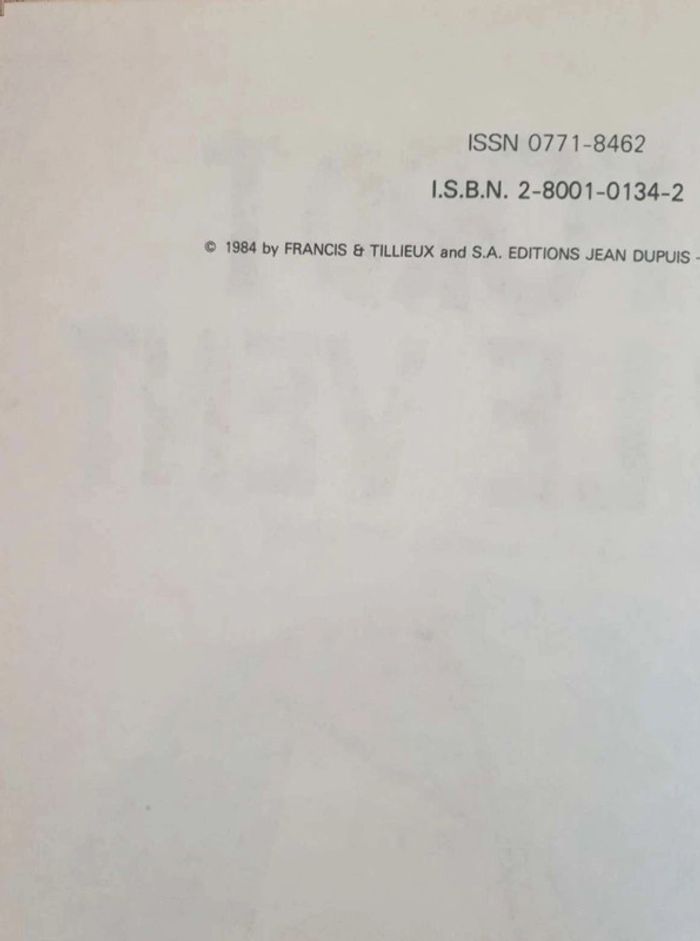 ISSN 0771-8462
I.S.B.N. 2-8001-0134-2
© 1984 by FRANCIS & TILLIEUX and S.A. EDITIONS JEAN DUPUIS -